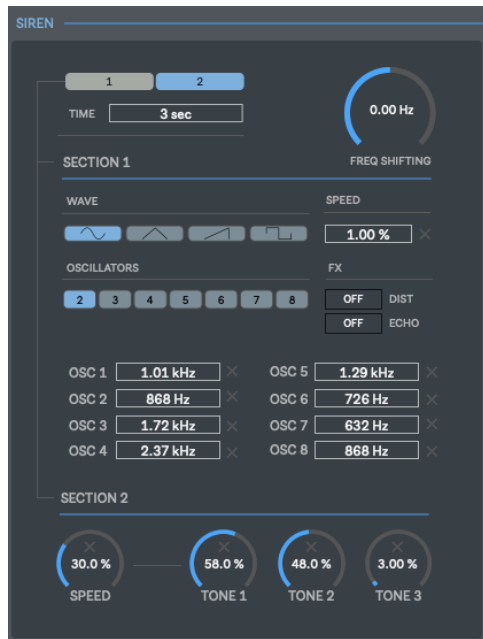 SIREN
1 2
TIME 3 sec
0.00 Hz
FREQ SHIFTING
SECTION 1
WAVE SPEED
1.00 %
OSCILLATORS FX
2 3 4 5 6 7 8 OFF DIST
OFF ECHO
OSC 1 1.01 kHz OSC 5 1.29 kHz
OSC 2 868 Hz OSC 6 726 Hz
OSC 3 1.72 kHz OSC 7 632 Hz
OSC 4 2.37 kHz OSC 8 868 Hz
SECTION 2
30.0 % 58.0 % 48.0 % 3.00 %
SPEED TONE 1 TONE 2 TONE 3